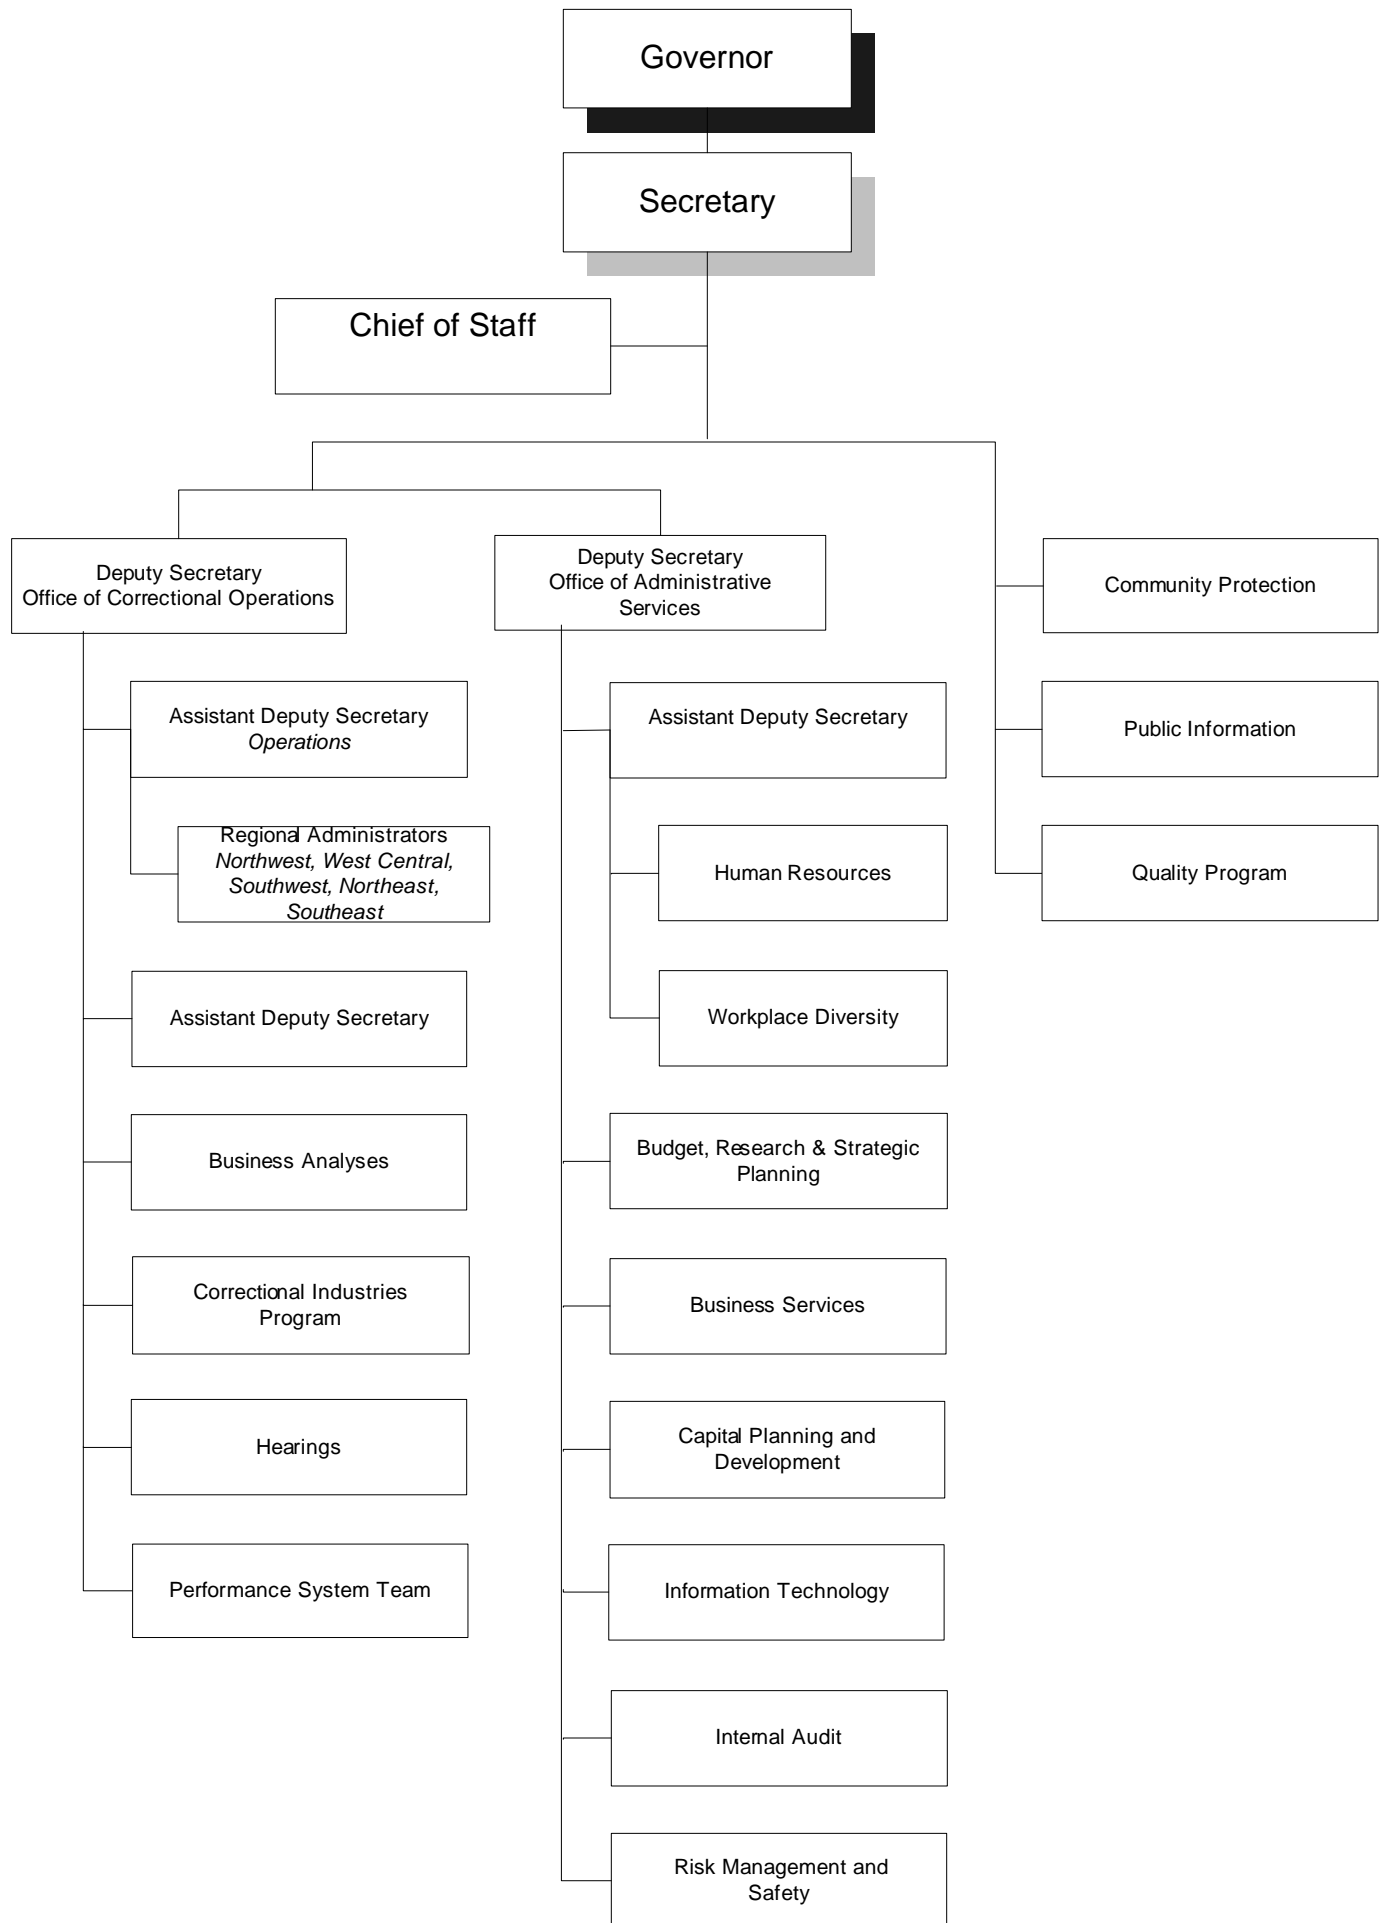 Governor
Secretary
Chief of Staff
Deputy Secretary
Office of Correctional Operations
Deputy Secretary
Office of Administrative
Services
Community Protection
Assistant Deputy Secretary
Operations
Assistant Deputy Secretary
Public Information
Regional Administrators
Northwest, West Central,
Southwest, Northeast,
Southeast
Human Resources
Quality Program
Assistant Deputy Secretary
Workplace Diversity
Business Analyses
Budget, Research & Strategic
Planning
Correctional Industries
Program
Business Services
Hearings
Capital Planning and
Development
Performance System Team
Information Technology
Internal Audit
Risk Management and
Safety